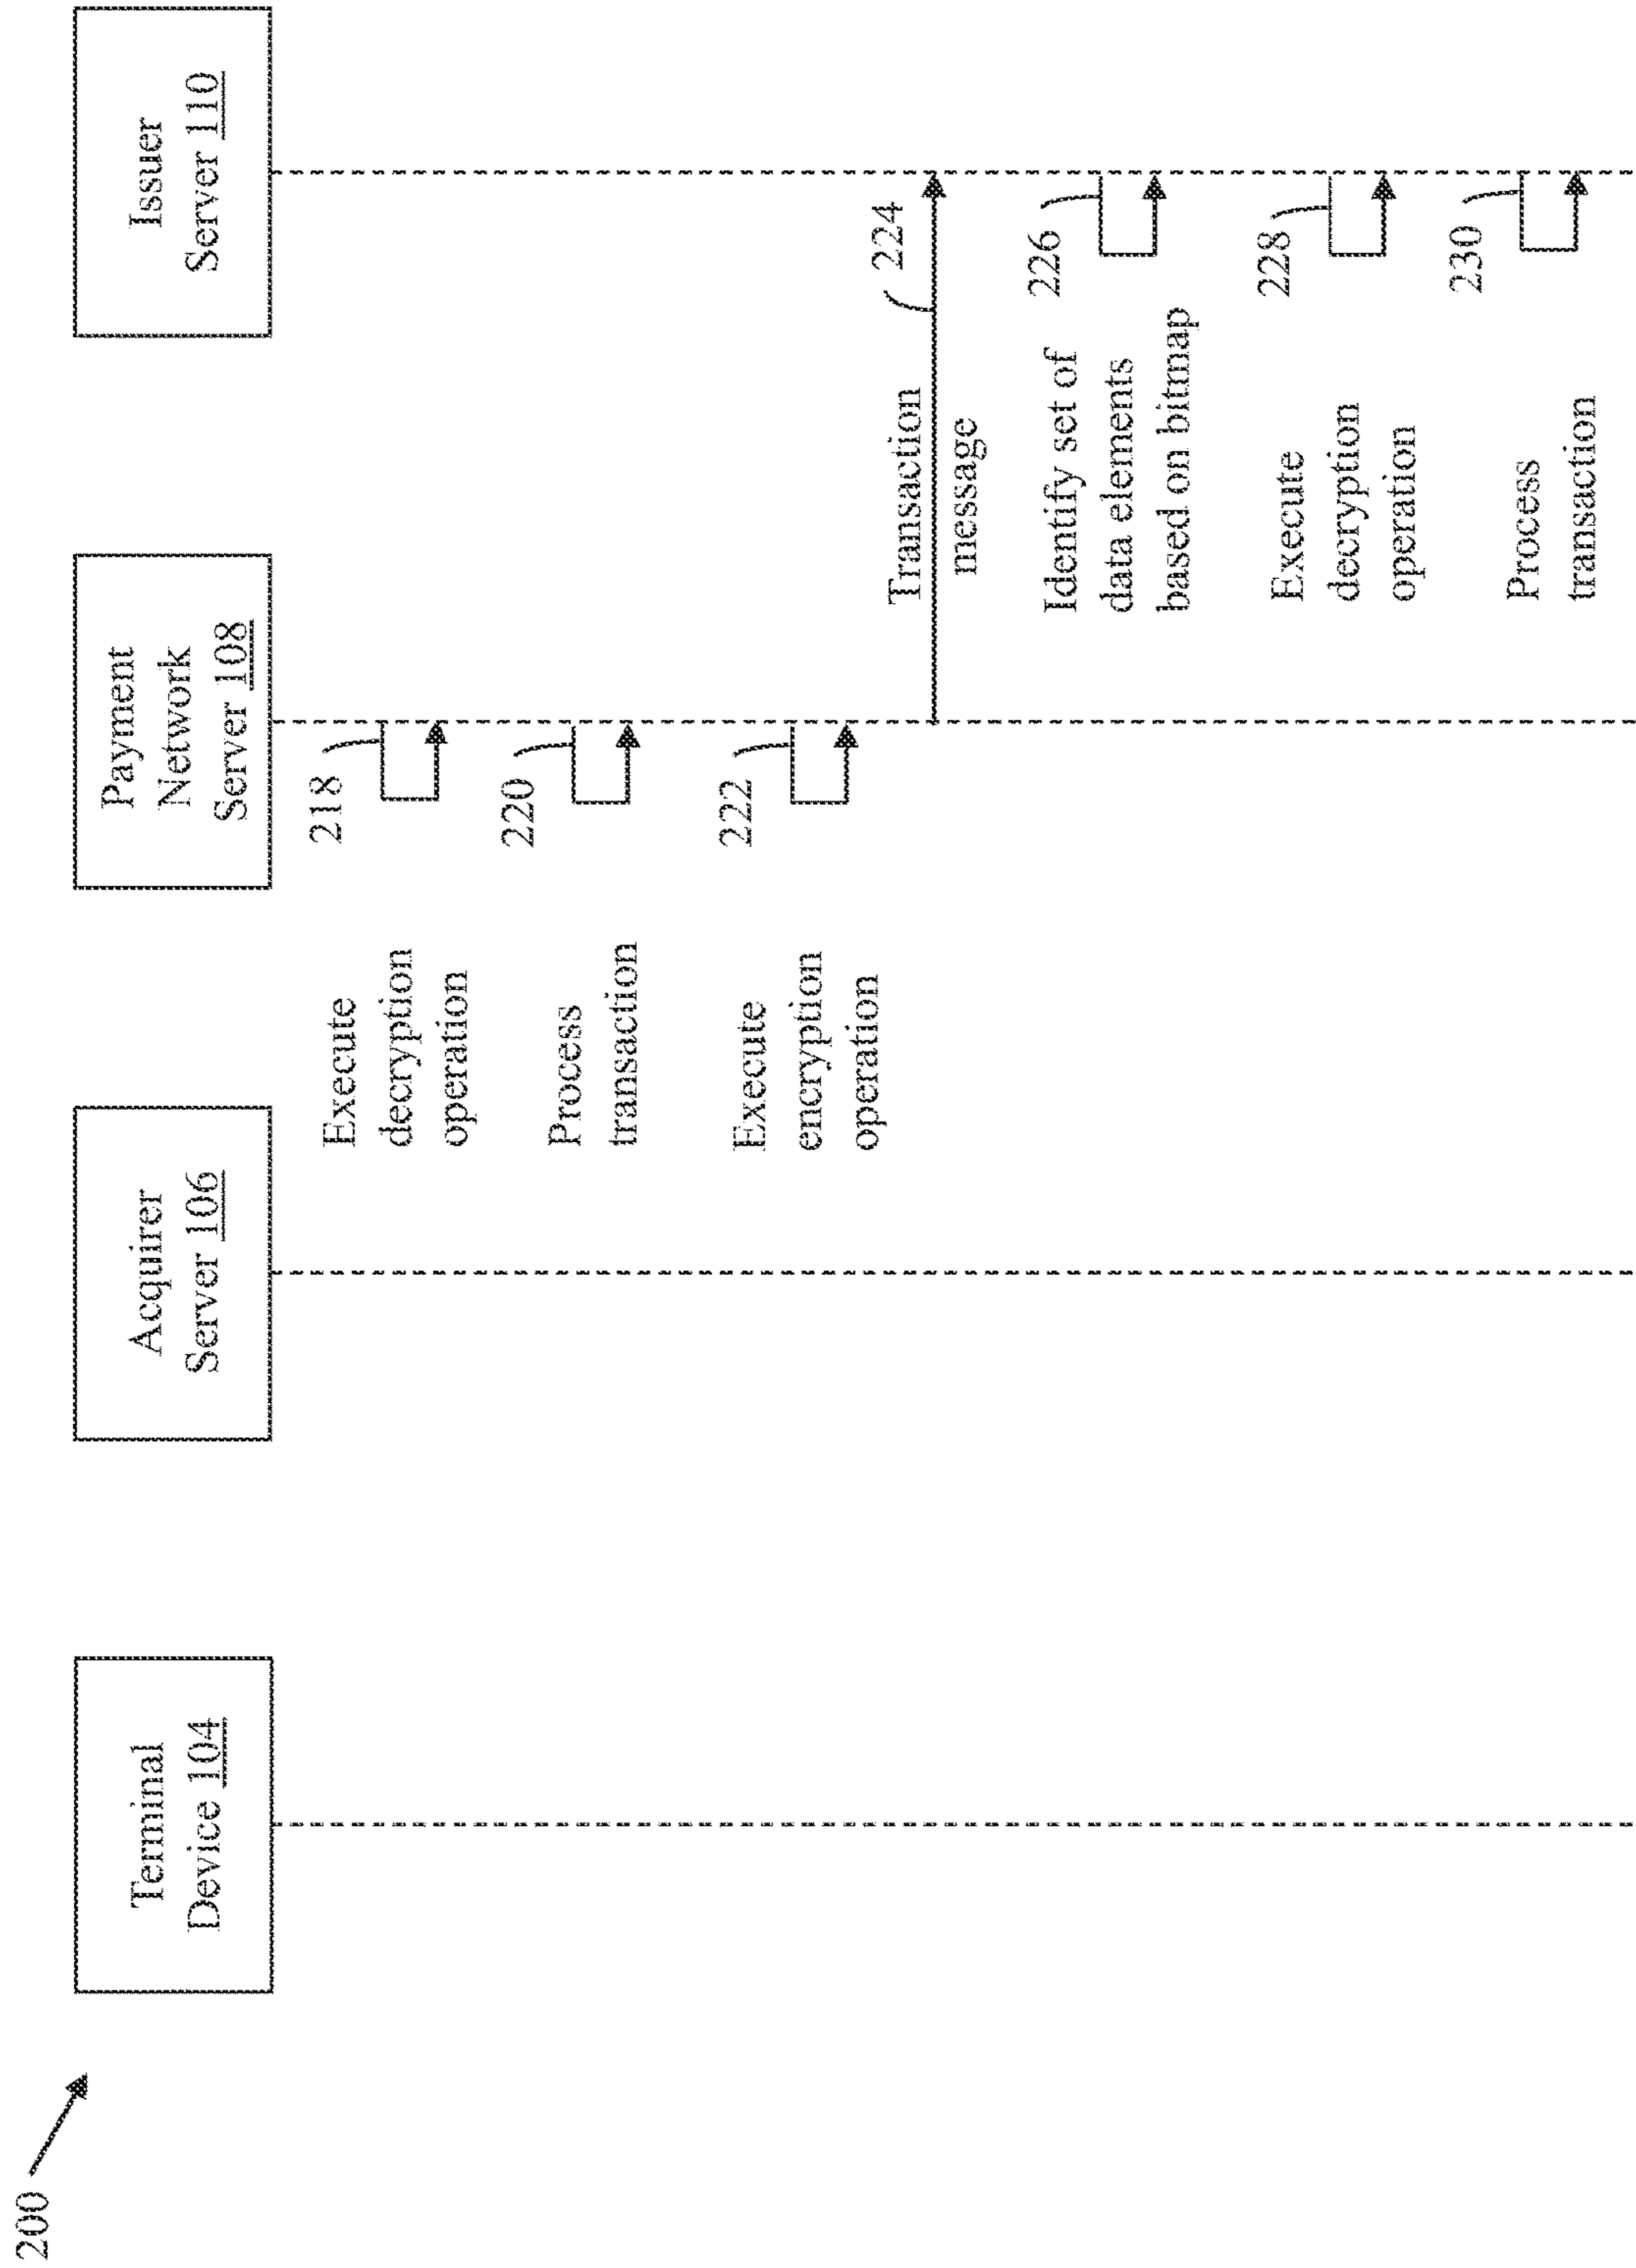 200
Terminal
Device 104
Acquirer
Server 106
Payment
Network
Server 108
Issuer
Server 110
218
Execute
decryption
operation
220
Process
transaction
222
Execute
encryption
operation
224
Transaction
message
226
Identify set of
data elements
based on bitmap
228
Execute
decryption
operation
230
Process
transaction